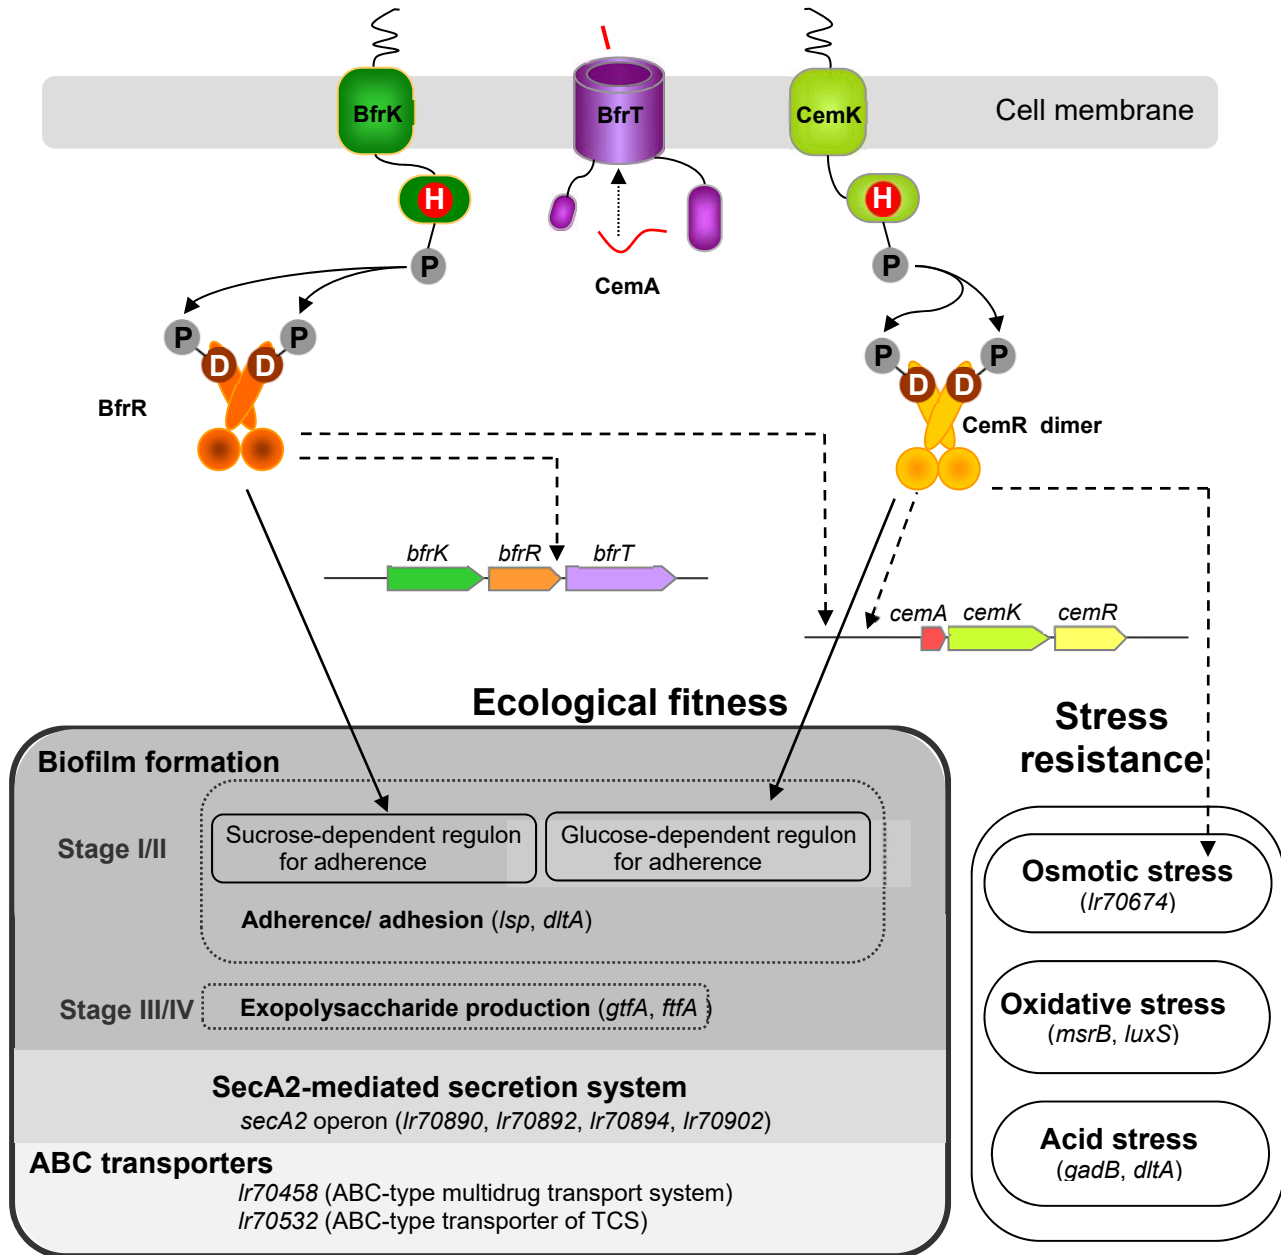 BfrK
BfrT
CemK
Cell membrane
H
H
P
P
CemA
P
P
D
D
BfrR
P
P
D
D
CemR dimer
bfrK
bfrR
bfrT
cemA
cemK
cemR
Ecological fitness
Stress
resistance
Biofilm formation
Stage I/II
Sucrose-dependent regulon
for adherence
Glucose-dependent regulon
for adherence
Adherence/ adhesion (lsp, dltA)
Stage III/IV
Exopolysaccharide production (gtfA, ftfA )
SecA2-mediated secretion system
secA2 operon (lr70890, lr70892, lr70894, lr70902)
ABC transporters
lr70458 (ABC-type multidrug transport system)
lr70532 (ABC-type transporter of TCS)
Osmotic stress
(lr70674)
Oxidative stress
(msrB, luxS)
Acid stress
(gadB, dltA)